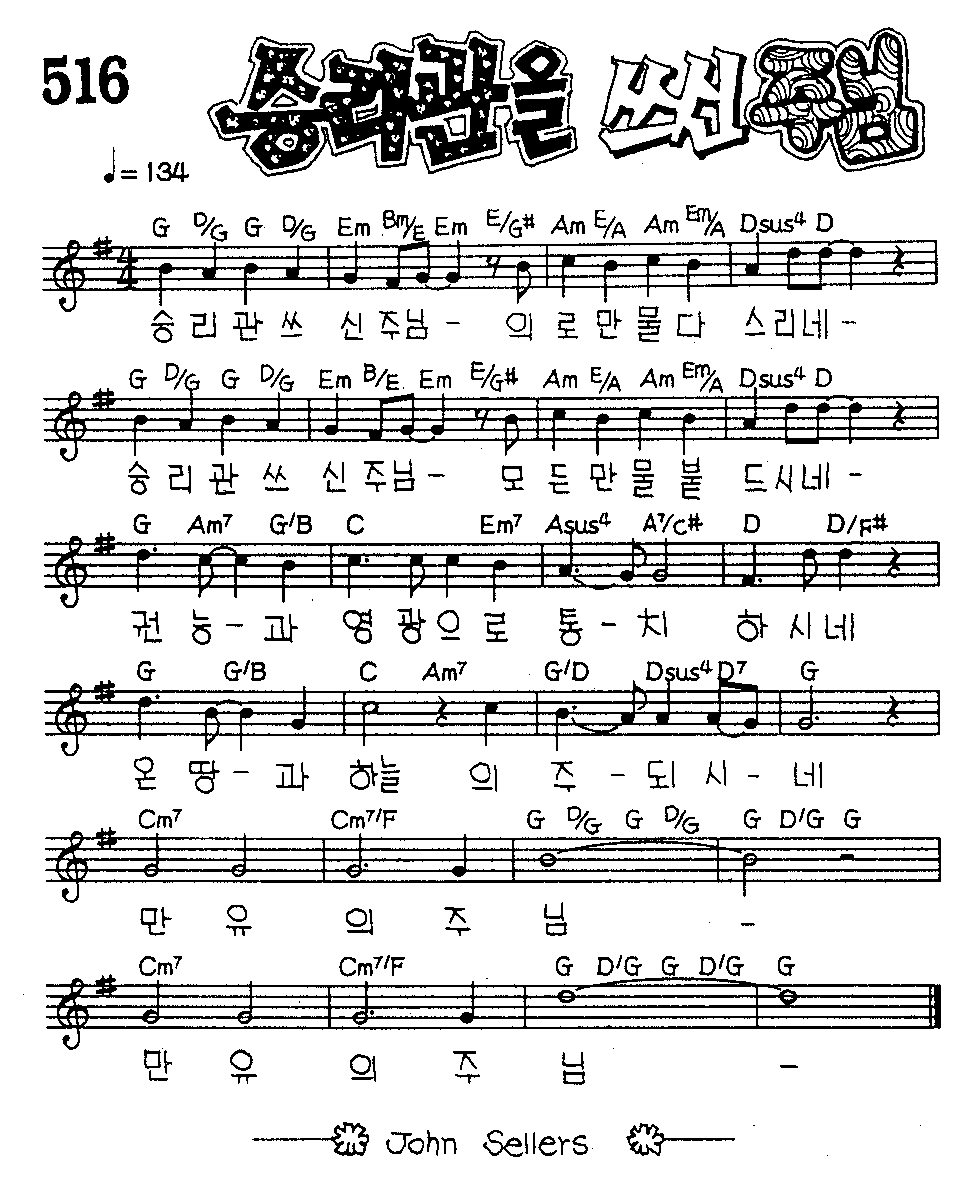 516 승리관을 쓰신 주님
♩= 134
G D/G G D/G Em Bm/E Em E/G# Am E/A Am Em/A Dsus4 D
승 리 관 쓰 신 주님 - 의 로 만 물 다 스리네 -
G D/G G D/G Em B/E Em E/G# Am E/A Am Em/A Dsus4 D
승 리 관 쓰 신 주님 - 모 든 만 물 붙 드시네 -
G Am7 G/B C Em7 Asus4 A7/C# D D/F#
권 능 - 과 영 광으 로 통 - 치 하 시네
G G/B C Am7 G/D Dsus4 D7 G
온 땅 - 과 하늘 의 주 - 되 시 - 네
Cm7 Cm7/F G D/G G D/G G D/G G
만 유 의 주 님 -
Cm7 Cm7/F G D/G G D/G G
만 유 의 주 님 -
John Sellers